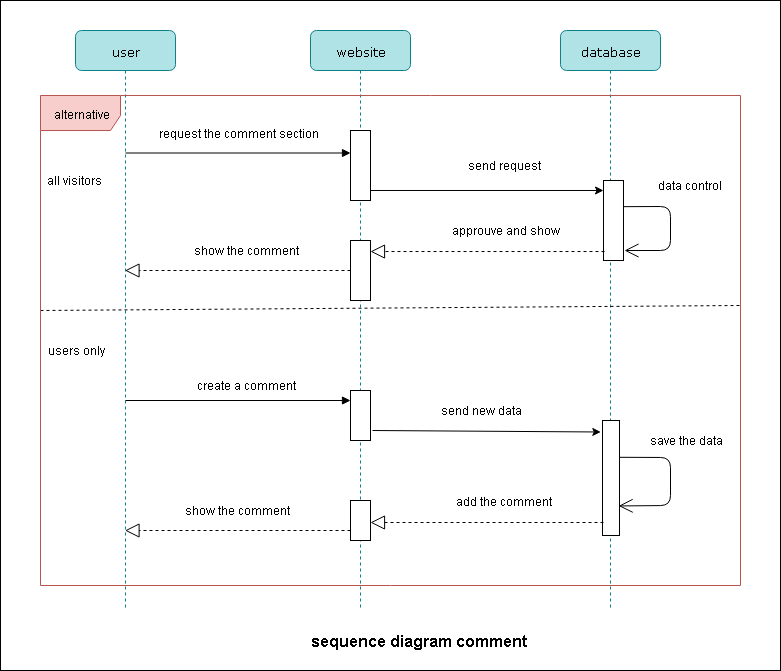 user
website
database
alternative
request the comment section
send request
all visitors
data control
approuve and show
show the comment
users only
create a comment
send new data
save the data
add the comment
show the comment
sequence diagram comment